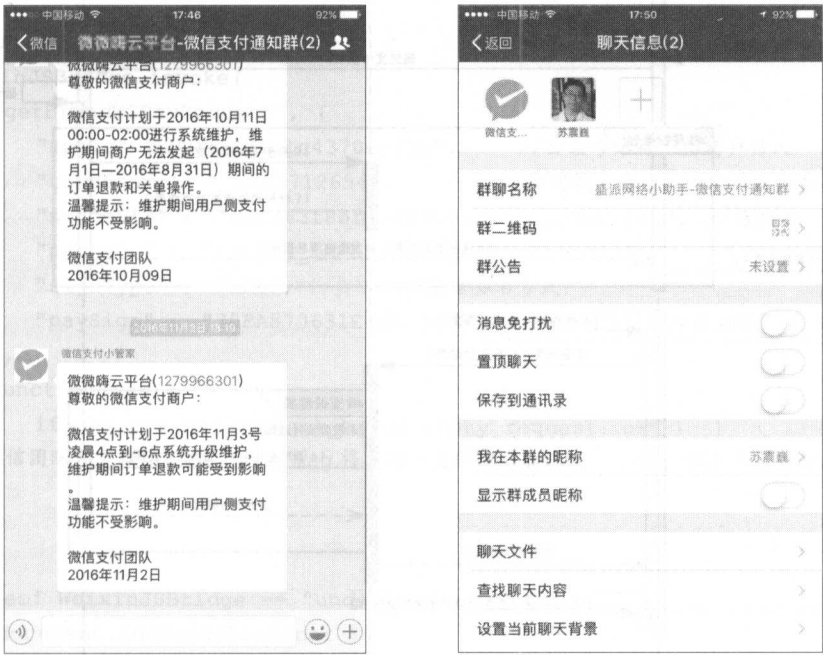 中国移动 17:46 92%
微信 微微嗨云平台-微信支付通知群(2)
微微嗨云平台(1279966301)
尊敬的微信支付商户：
微信支付计划于2016年10月11日
00:00-02:00进行系统维护，维
护期间商户无法发起（2016年7
月1日—2016年8月31日）期间的
订单退款和关单操作。
温馨提示：维护期间用户侧支付
功能不受影响。
微信支付团队
2016年10月09日
微信支付小管家
微微嗨云平台(1279966301)
尊敬的微信支付商户：
微信支付计划于2016年11月3号
凌晨4点到-6点系统升级维护，
维护期间订单退款可能受到影响
。
温馨提示：维护期间用户侧支付
功能不受影响。
微信支付团队
2016年11月2日
中国移动 17:50 92%
返回 聊天信息(2)
微信支... 苏震巍
群聊名称 盛派网络小助手-微信支付通知群
群二维码
群公告 未设置
消息免打扰
置顶聊天
保存到通讯录
我在本群的昵称 苏震巍
显示群成员昵称
聊天文件
查找聊天内容
设置当前聊天背景